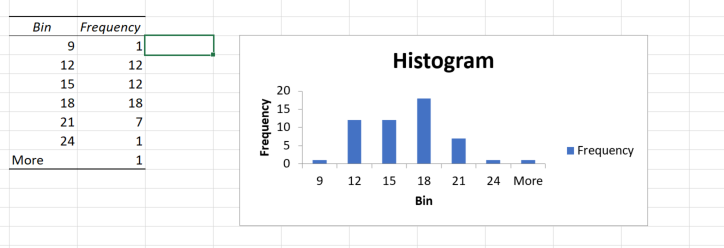 Bin Frequency
9 1
12 12
15 12
18 18
21 7
24 1
More 1
Histogram
20
15
10
5
0
Frequency
9 12 15 18 21 24 More
Bin
Frequency